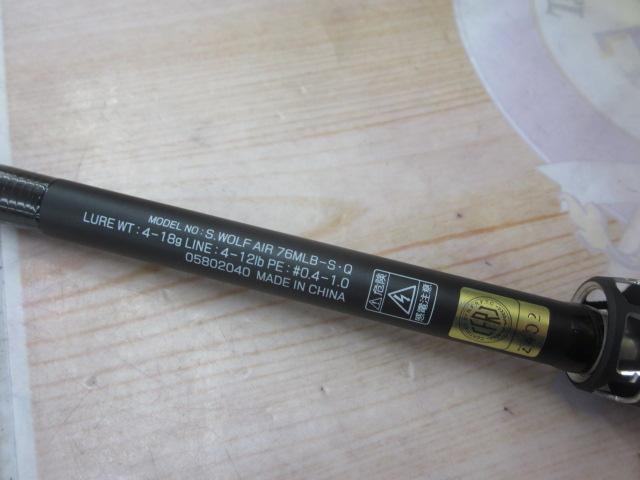 MODEL NO : S. WOLF AIR 76MLB-S・Q
LURE WT : 4-18g LINE : 4-12lb PE : #0.4-1.0
05802040 MADE IN CHINA
危険
感電注意
2402